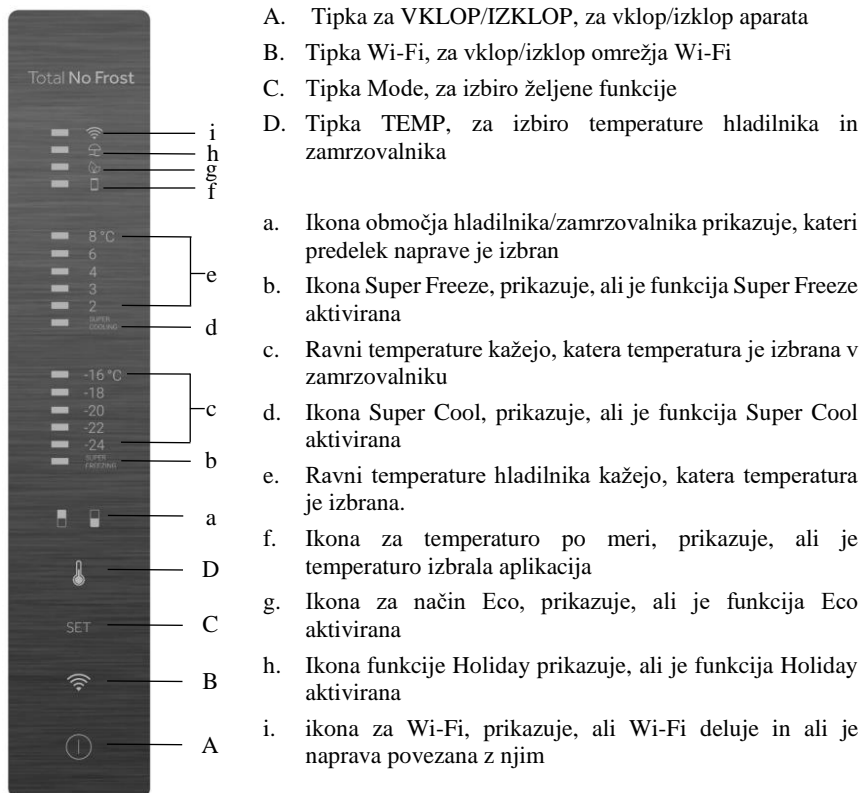 Total No Frost
i
h
g
f
8 °C
6
4
3
2
e
SUPER
COOLING
d
-16 °C
-18
-20
-22
-24
c
SUPER
FREEZING
b
a
D
SET
C
B
A
A. Tipka za VKLOP/IZKLOP, za vklop/izklop aparata
B. Tipka Wi-Fi, za vklop/izklop omrežja Wi-Fi
C. Tipka Mode, za izbiro željene funkcije
D. Tipka TEMP, za izbiro temperature hladilnika in
zamrzovalnika
a. Ikona območja hladilnika/zamrzovalnika prikazuje, kateri
predelek naprave je izbran
b. Ikona Super Freeze, prikazuje, ali je funkcija Super Freeze
aktivirana
c. Ravni temperature kažejo, katera temperatura je izbrana v
zamrzovalniku
d. Ikona Super Cool, prikazuje, ali je funkcija Super Cool
aktivirana
e. Ravni temperature hladilnika kažejo, katera temperatura
je izbrana.
f. Ikona za temperaturo po meri, prikazuje, ali je
temperaturo izbrala aplikacija
g. Ikona za način Eco, prikazuje, ali je funkcija Eco
aktivirana
h. Ikona funkcije Holiday prikazuje, ali je funkcija Holiday
aktivirana
i. ikona za Wi-Fi, prikazuje, ali Wi-Fi deluje in ali je
naprava povezana z njim